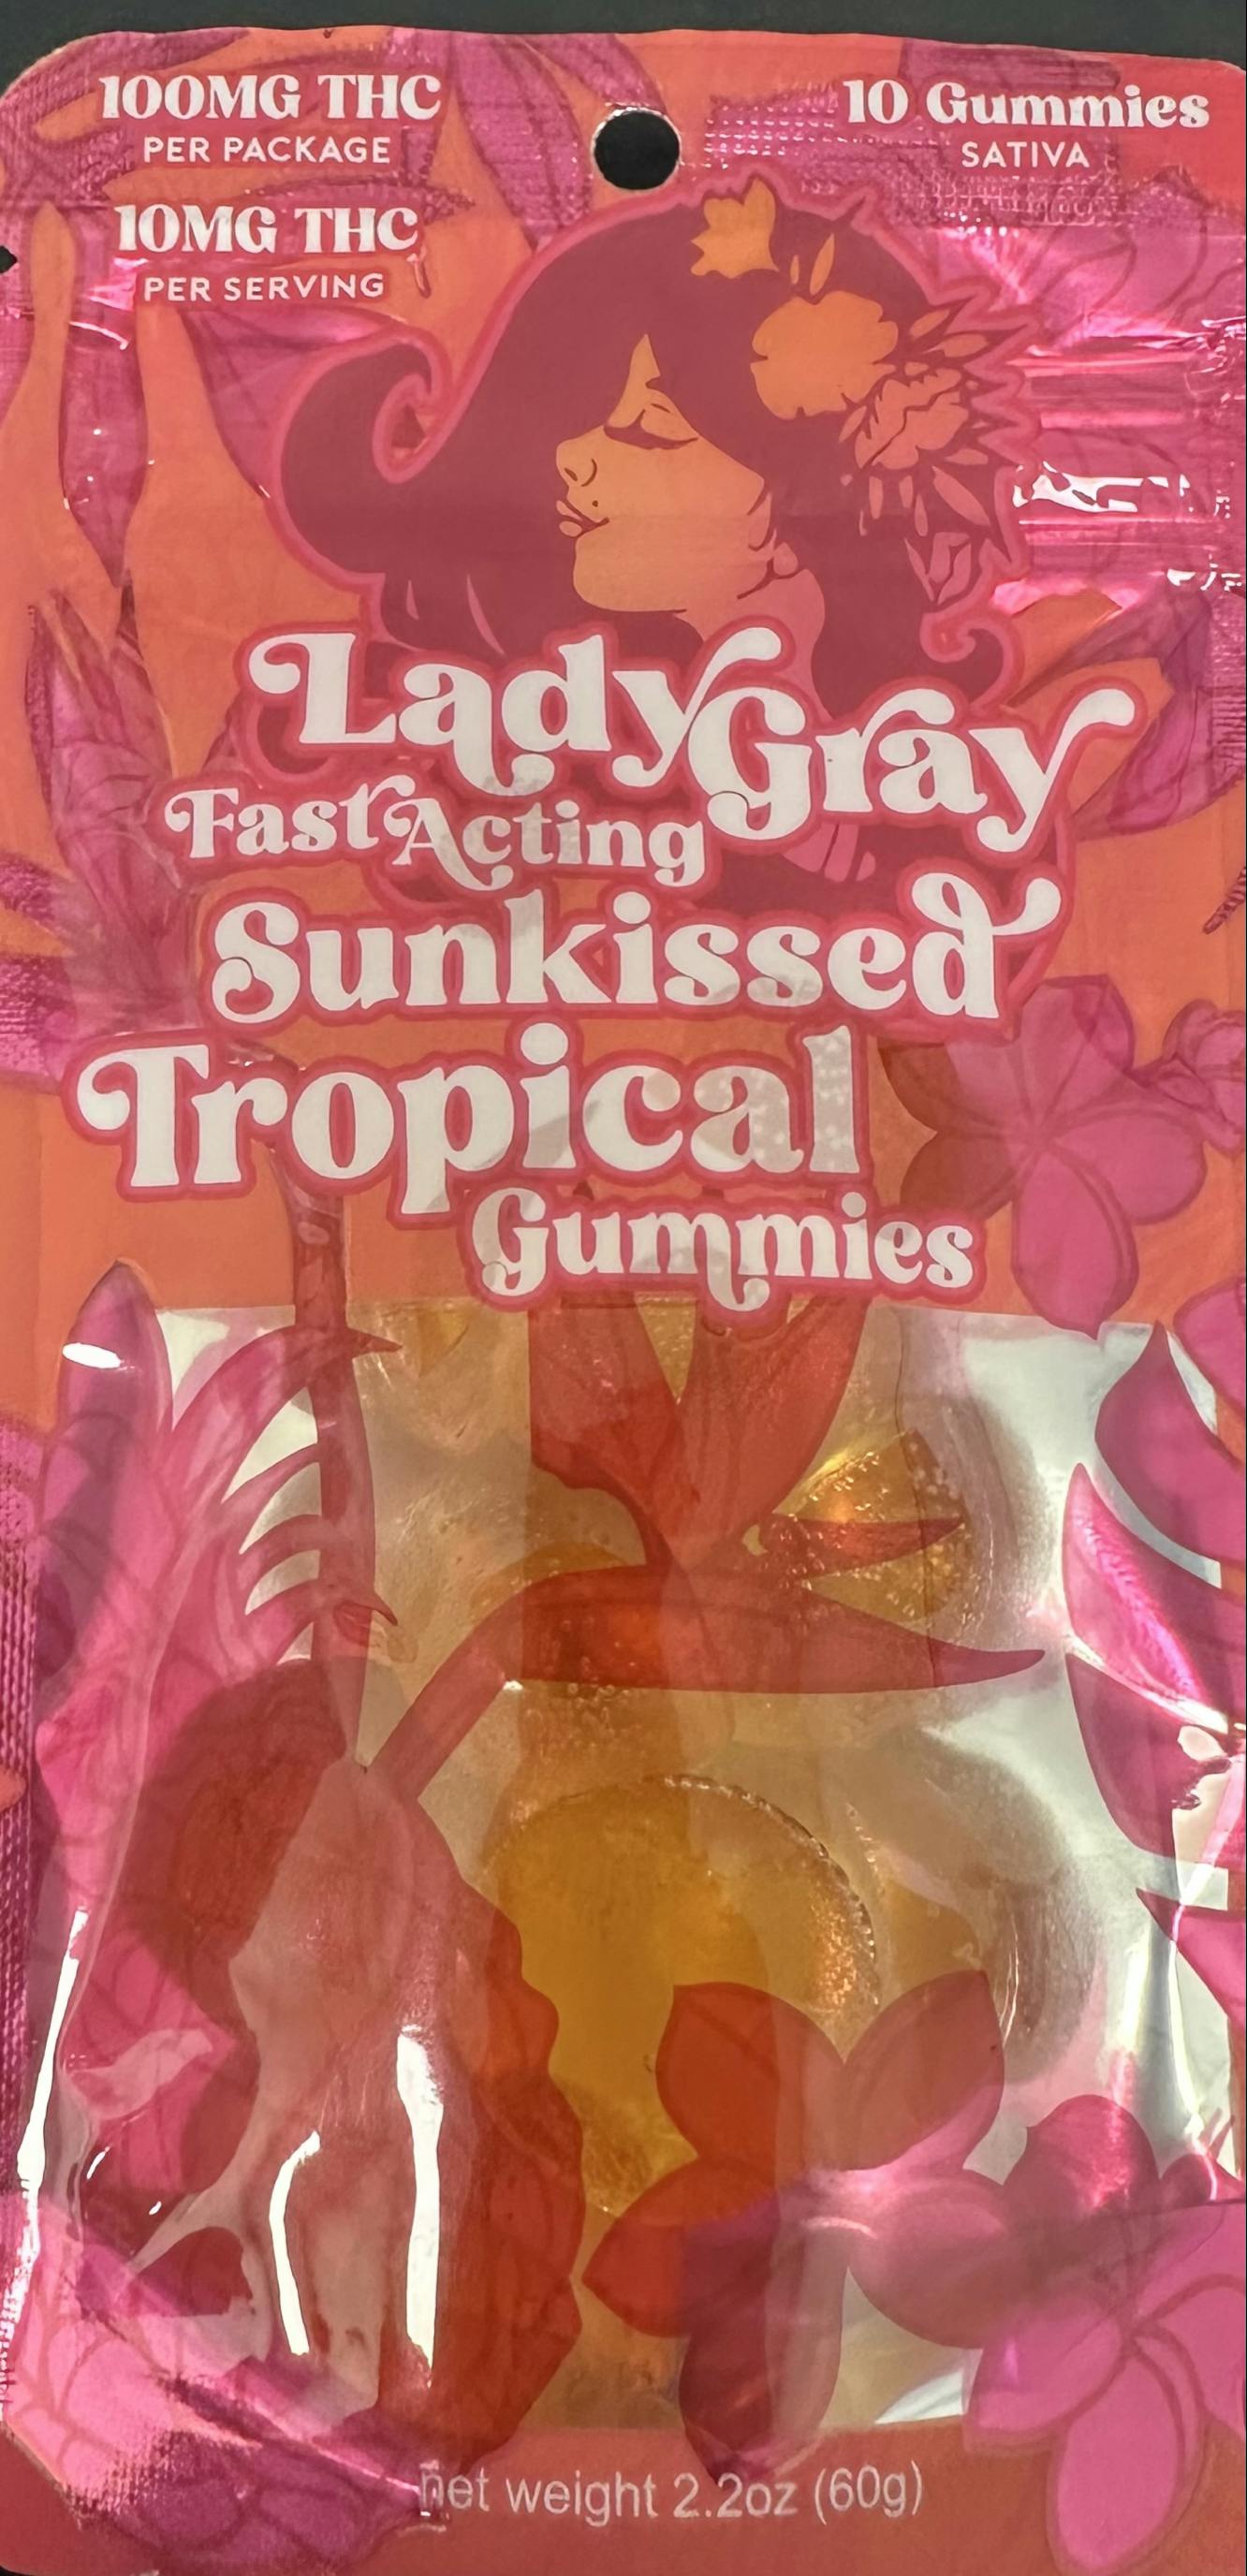 100MG THC
PER PACKAGE
10MG THC
PER SERVING
10 Gummies
SATIVA
Lady Gray
Fast Acting
Sunkissed
Tropical
Gummies
net weight 2.2oz (60g)